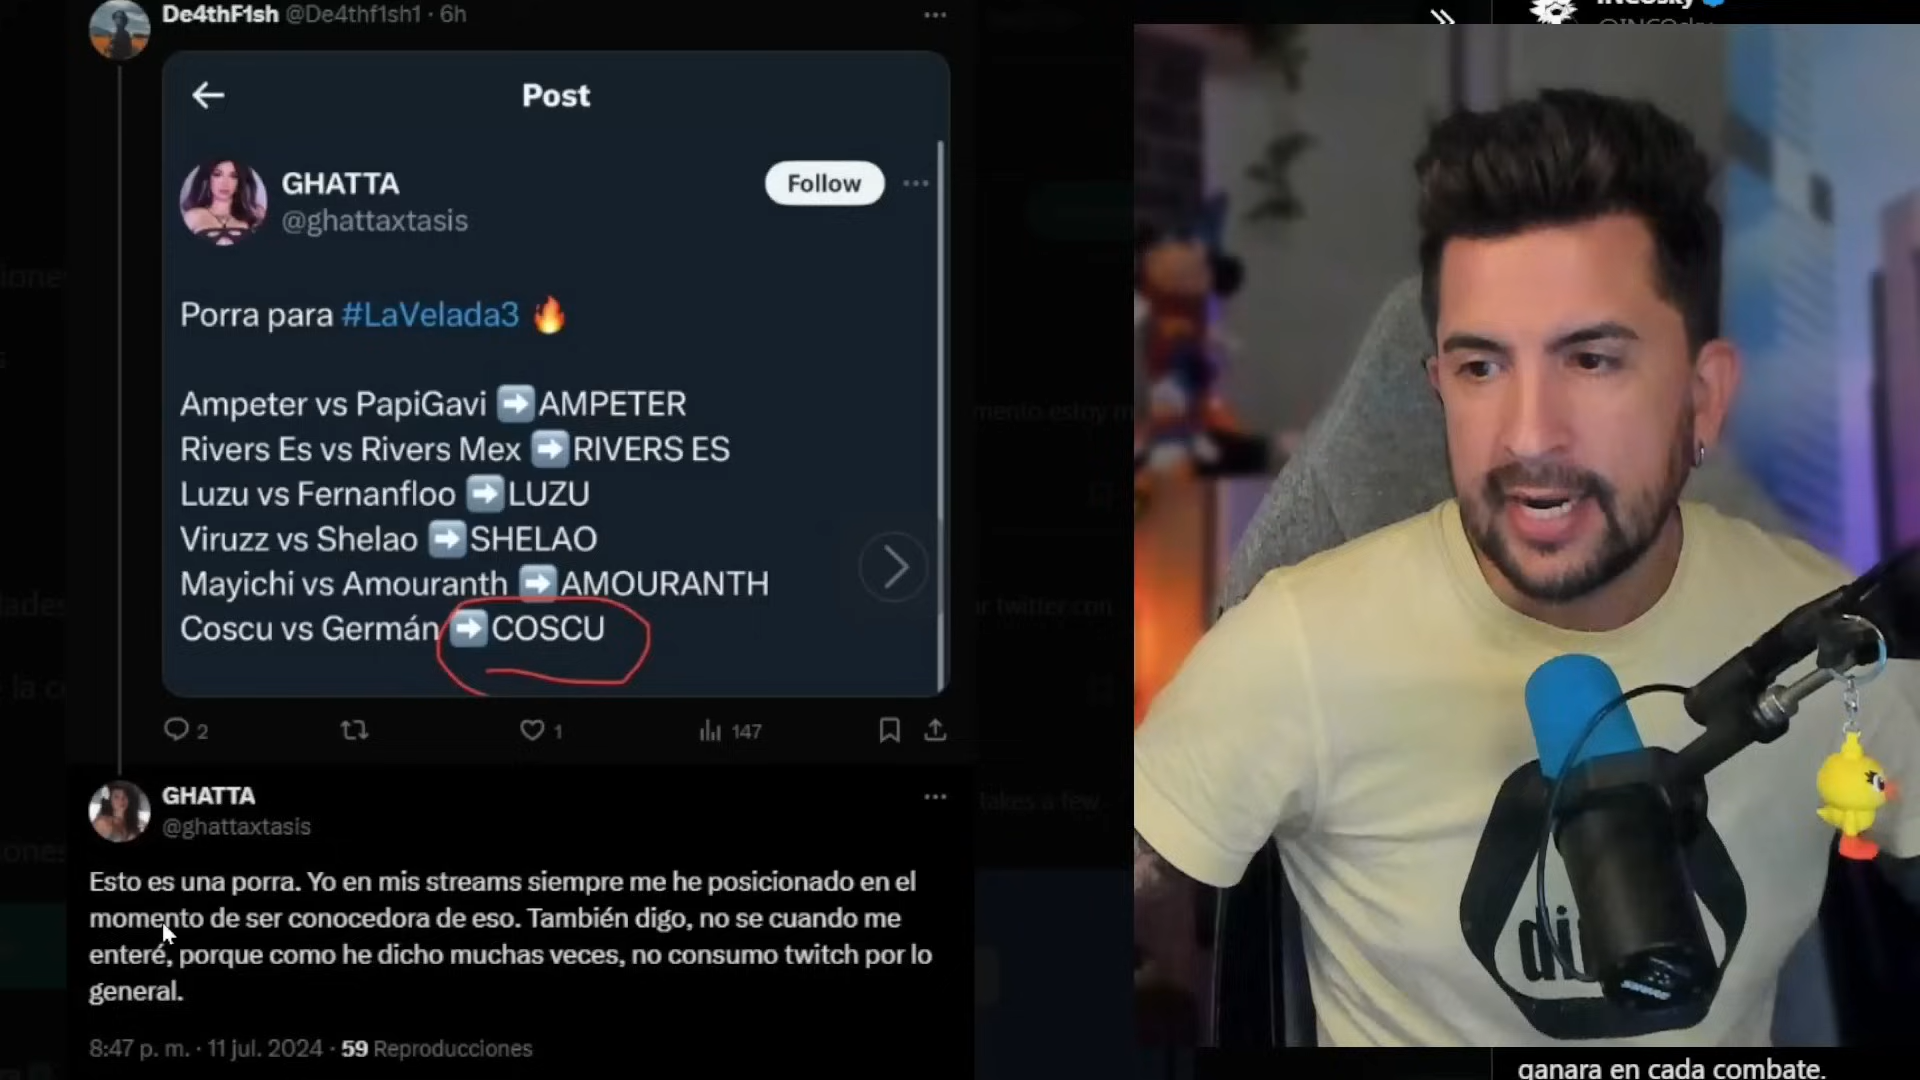 De4thF1sh @De4thf1sh1 · 6h
Post
GHATTA
@ghattaxtasis
Follow
Porra para #LaVelada3 🔥
Ampeter vs PapiGavi ➡️AMPETER
Rivers Es vs Rivers Mex ➡️RIVERS ES
Luzu vs Fernanfloo ➡️LUZU
Viruzz vs Shelao ➡️SHELAO
Mayichi vs Amouranth ➡️AMOURANTH
Coscu vs Germán ➡️COSCU
2
1
147
GHATTA
@ghattaxtasis
Esto es una porra. Yo en mis streams siempre me he posicionado en el
momento de ser conocedora de eso. También digo, no se cuando me
enteré, porque como he dicho muchas veces, no consumo twitch por lo
general.
8:47 p. m. · 11 jul. 2024 · 59 Reproducciones
takes a few
ganara en cada combate.